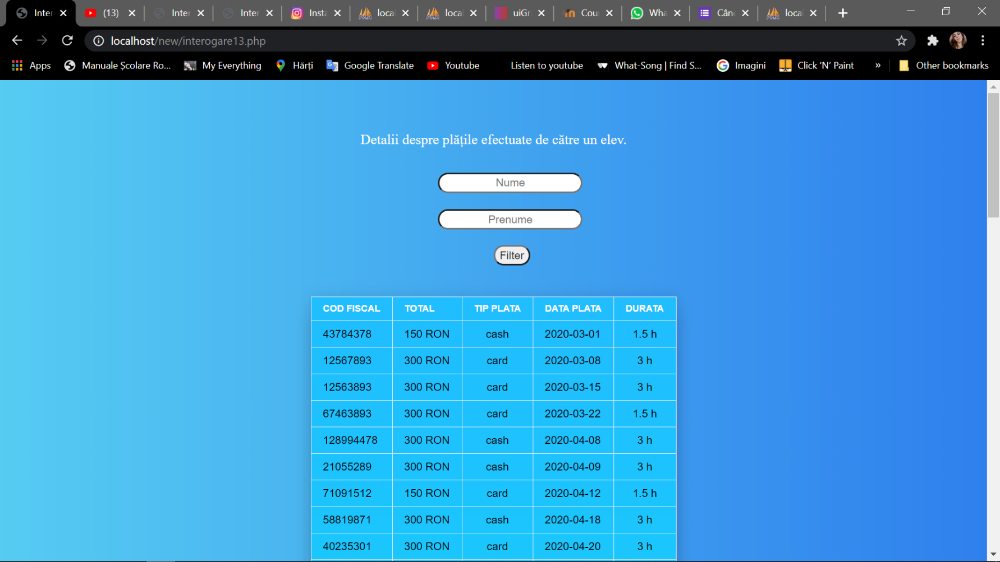 Inter (13) Inter Inter Insta local local uiGr Cour Wha Cân local
localhost/new/interogare13.php
Apps Manuale Școlare Ro... My Everything Hărți Google Translate Youtube Listen to youtube What-Song | Find S... Imagini Click ‘N’ Paint » Other bookmarks
Detalii despre plățile efectuate de către un elev.
Nume
Prenume
Filter
COD FISCAL TOTAL TIP PLATA DATA PLATA DURATA
43784378 150 RON cash 2020-03-01 1.5 h
12567893 300 RON card 2020-03-08 3 h
12563893 300 RON card 2020-03-15 3 h
67463893 300 RON card 2020-03-22 1.5 h
128994478 300 RON cash 2020-04-08 3 h
21055289 300 RON cash 2020-04-09 3 h
71091512 150 RON card 2020-04-12 1.5 h
58819871 300 RON cash 2020-04-18 3 h
40235301 300 RON card 2020-04-20 3 h